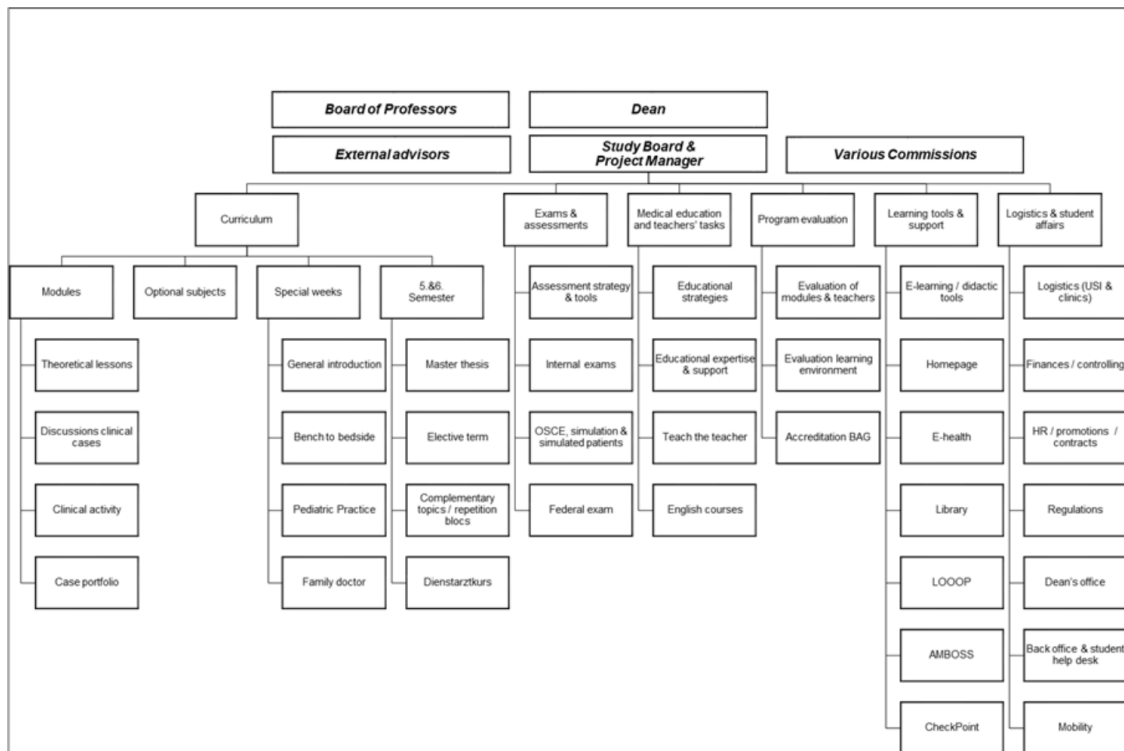 Board of Professors
Dean
External advisors
Study Board &
Project Manager
Various Commissions
Curriculum
Exams &
assessments
Medical education
and teachers' tasks
Program evaluation
Learning tools &
support
Logistics & student
affairs
Modules
Optional subjects
Special weeks
5.&6.
Semester
Assessment strategy
& tools
Educational
strategies
Evaluation of
modules & teachers
E-learning / didactic
tools
Logistics (USI &
clinics)
Theoretical lessons
General introduction
Master thesis
Internal exams
Educational expertise
& support
Evaluation learning
environment
Homepage
Finances / controlling
Discussions clinical
cases
Bench to bedside
Elective term
OSCE, simulation &
simulated patients
Teach the teacher
Accreditation BAG
E-health
HR / promotions /
contracts
Clinical activity
Pediatric Practice
Complementary
topics / repetition
blocs
Federal exam
English courses
Library
Regulations
Case portfolio
Family doctor
Dienstarztkurs
LOOOP
Dean's office
AMBOSS
Back office & student
help desk
CheckPoint
Mobility